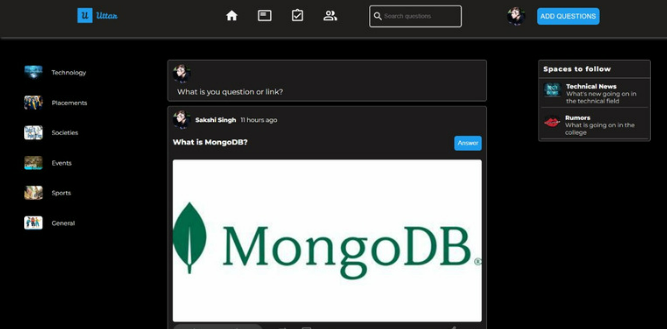 U Uttar
Search questions
ADD QUESTIONS
Technology
Placements
Societies
Events
Sports
General
What is you question or link?
Sakshi Singh 11 hours ago
What is MongoDB?
Answer
MongoDB®
Spaces to follow
Technical News
What's new going on in
the technical field
Rumors
What is going on in the
college